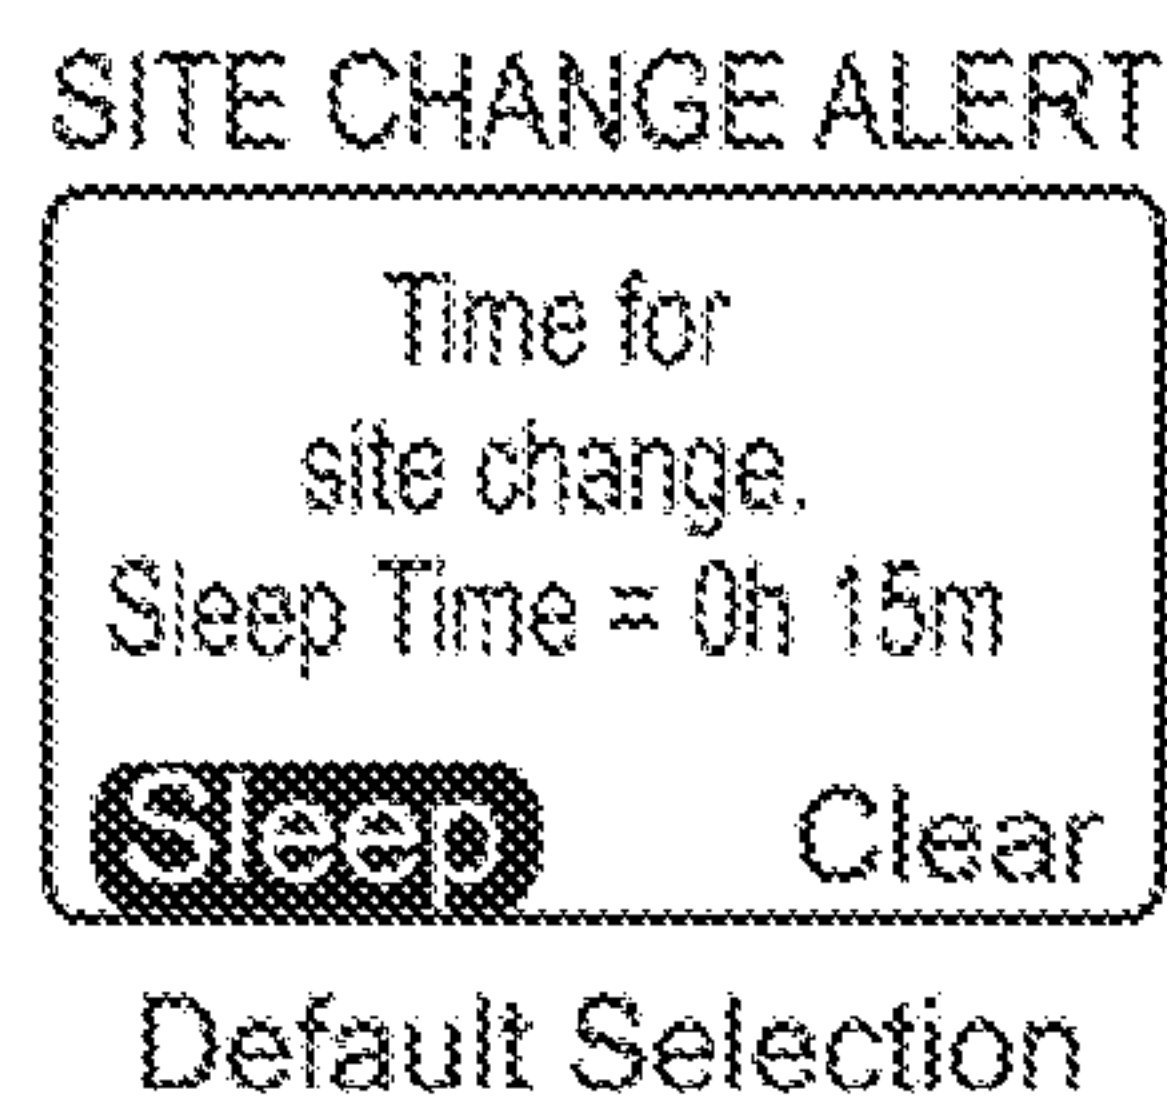 SITE CHANGE ALERT
Time for
site change.
Sleep Time = 0h 15m
Sleep Clear
Default Selection